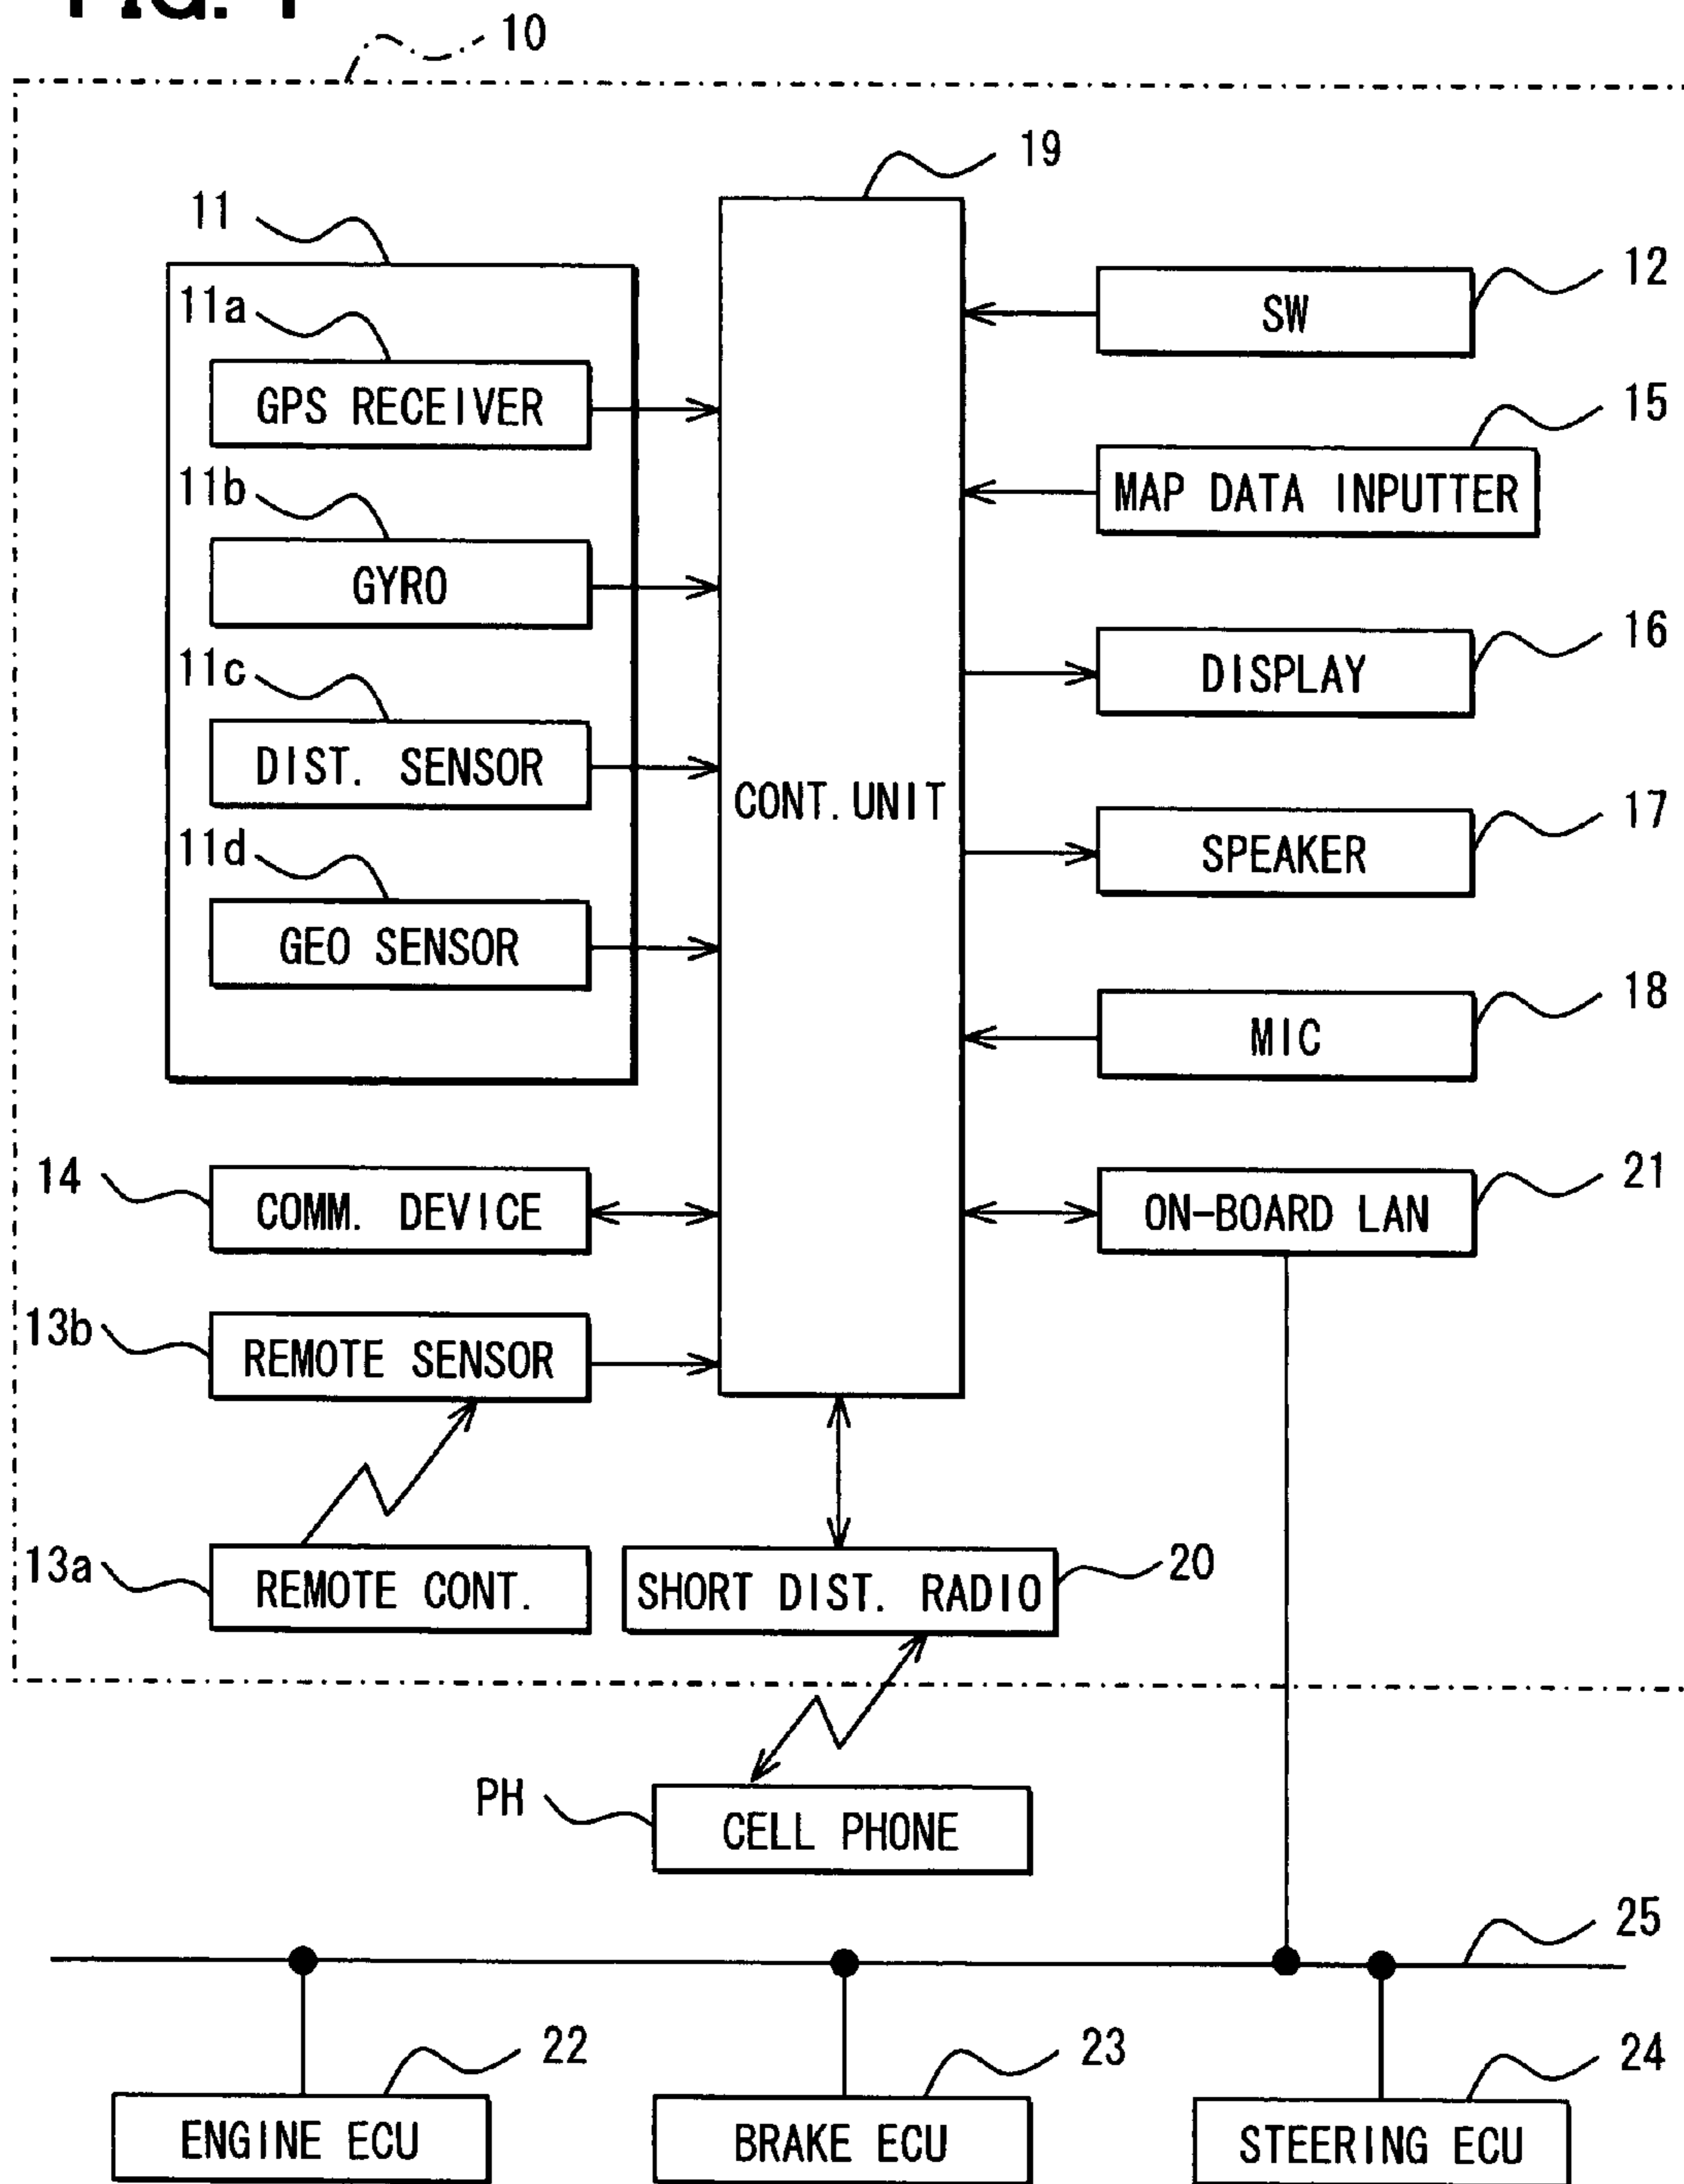 FIG. 1
10
19
11
12
11a
SW
GPS RECEIVER
15
11b
MAP DATA INPUTTER
GYRO
16
11c
DISPLAY
DIST. SENSOR
CONT. UNIT
17
11d
SPEAKER
GEO SENSOR
18
MIC
14
21
COMM. DEVICE
ON-BOARD LAN
13b
REMOTE SENSOR
13a
20
REMOTE CONT.
SHORT DIST. RADIO
PH
CELL PHONE
25
22
23
24
ENGINE ECU
BRAKE ECU
STEERING ECU